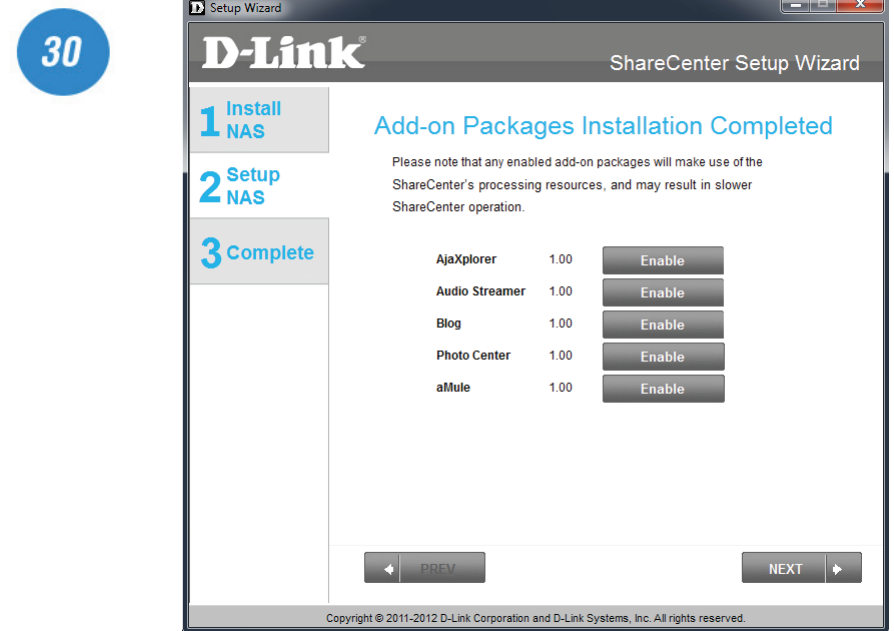 30
Setup Wizard
D-Link®
ShareCenter Setup Wizard
1 Install
NAS
2 Setup
NAS
3 Complete
Add-on Packages Installation Completed
Please note that any enabled add-on packages will make use of the
ShareCenter's processing resources, and may result in slower
ShareCenter operation.
AjaXplorer 1.00 Enable
Audio Streamer 1.00 Enable
Blog 1.00 Enable
Photo Center 1.00 Enable
aMule 1.00 Enable
PREV
NEXT
Copyright © 2011-2012 D-Link Corporation and D-Link Systems, Inc. All rights reserved.